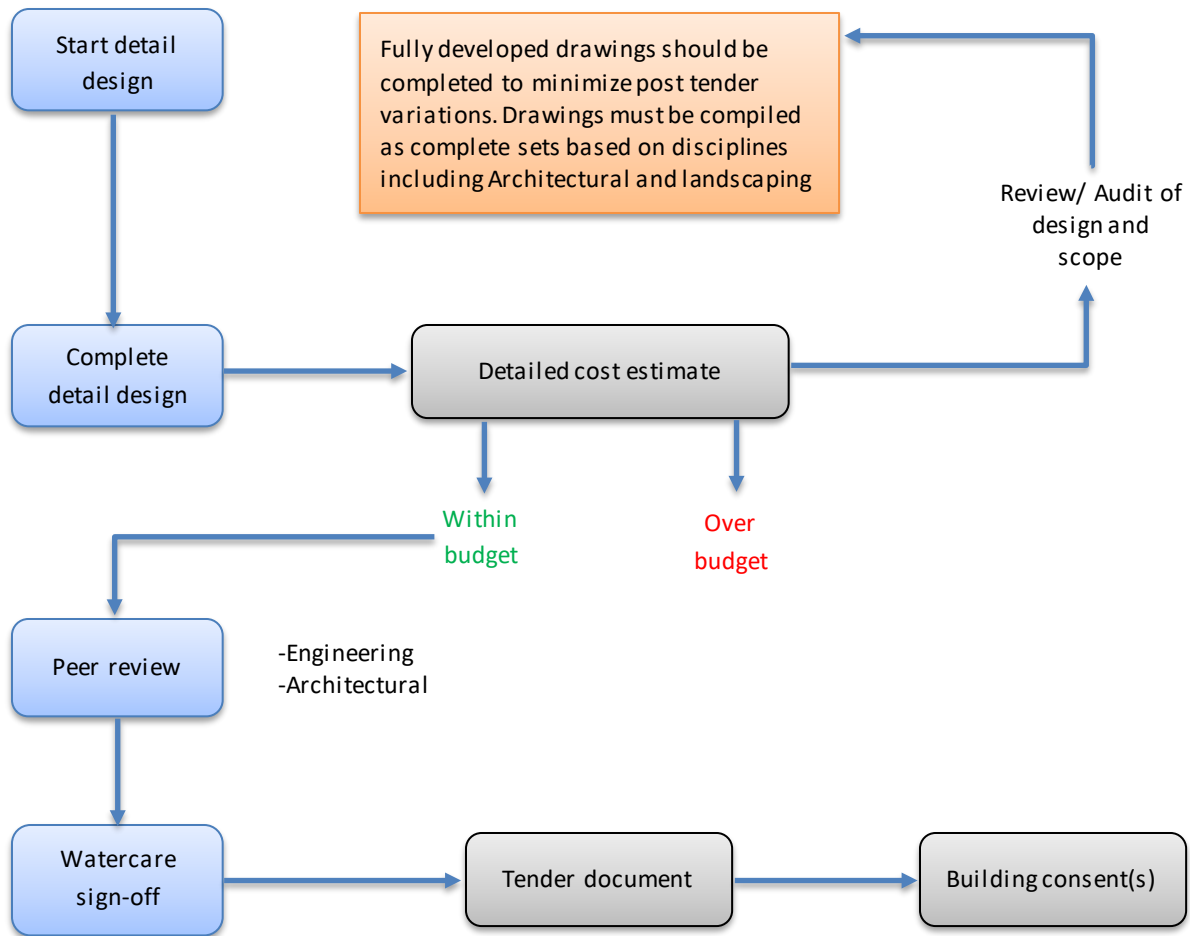 Start detail
design
Fully developed drawings should be
completed to minimize post tender
variations. Drawings must be compiled
as complete sets based on disciplines
including Architectural and landscaping
Review/ Audit of
design and
scope
Complete
detail design
Detailed cost estimate
Within
budget
Over
budget
Peer review
-Engineering
-Architectural
Watercare
sign-off
Tender document
Building consent(s)